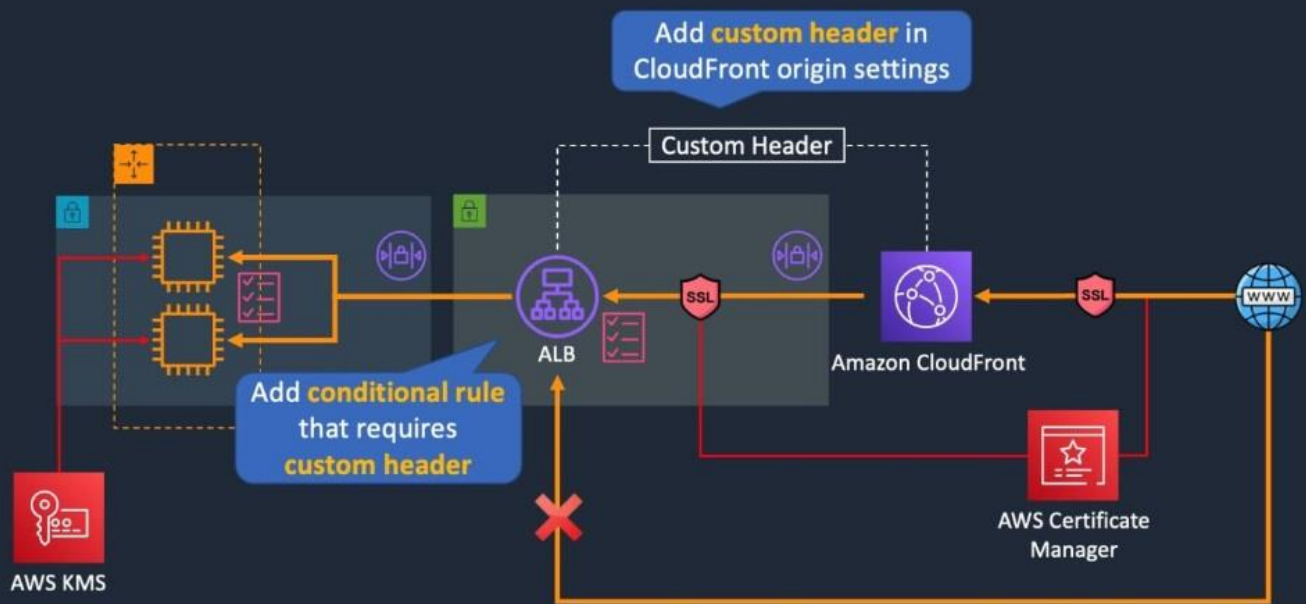 Add custom header in
CloudFront origin settings
Custom Header
SSL
SSL
WWW
ALB
Amazon CloudFront
Add conditional rule
that requires
custom header
AWS Certificate
Manager
AWS KMS